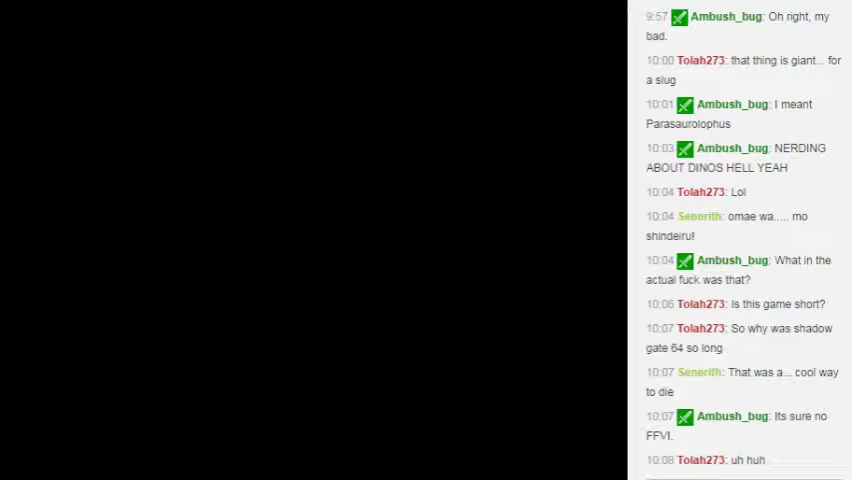 9:57 Ambush_bug: Oh right, my
bad.
10:00 Tolah273: that thing is giant... for
a slug
10:01 Ambush_bug: I meant
Parasaurolophus
10:03 Ambush_bug: NERDING
ABOUT DINOS HELL YEAH
10:04 Tolah273: Lol
10:04 Senerith: omae wa..... mo
shindeiru!
10:04 Ambush_bug: What in the
actual fuck was that?
10:06 Tolah273: Is this game short?
10:07 Tolah273: So why was shadow
gate 64 so long
10:07 Senerith: That was a... cool way
to die
10:07 Ambush_bug: Its sure no
FFVI.
10:08 Tolah273: uh huh